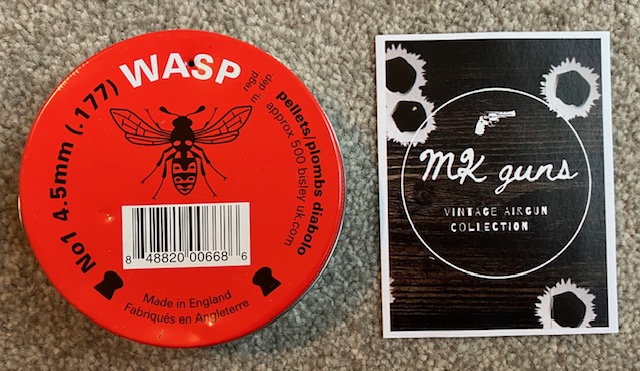 WASP
regd.
m. dep.
No1 4.5mm (.177)
pellets/plombs diabolo
approx 500 bisley uk.com
8 48820 00668 6
Made in England
Fabriqués en Angleterre
MK guns
VINTAGE AIRGUN
COLLECTION